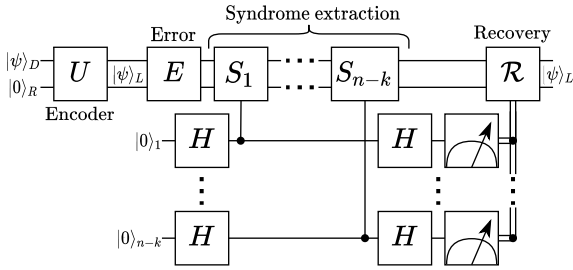 Syndrome extraction
Error
Recovery
|ψ⟩_D
|0⟩_R
U
|ψ⟩_L
E
S_1
S_{n−k}
R
|ψ⟩_L
Encoder
|0⟩_1
H
H
|0⟩_{n−k}
H
H